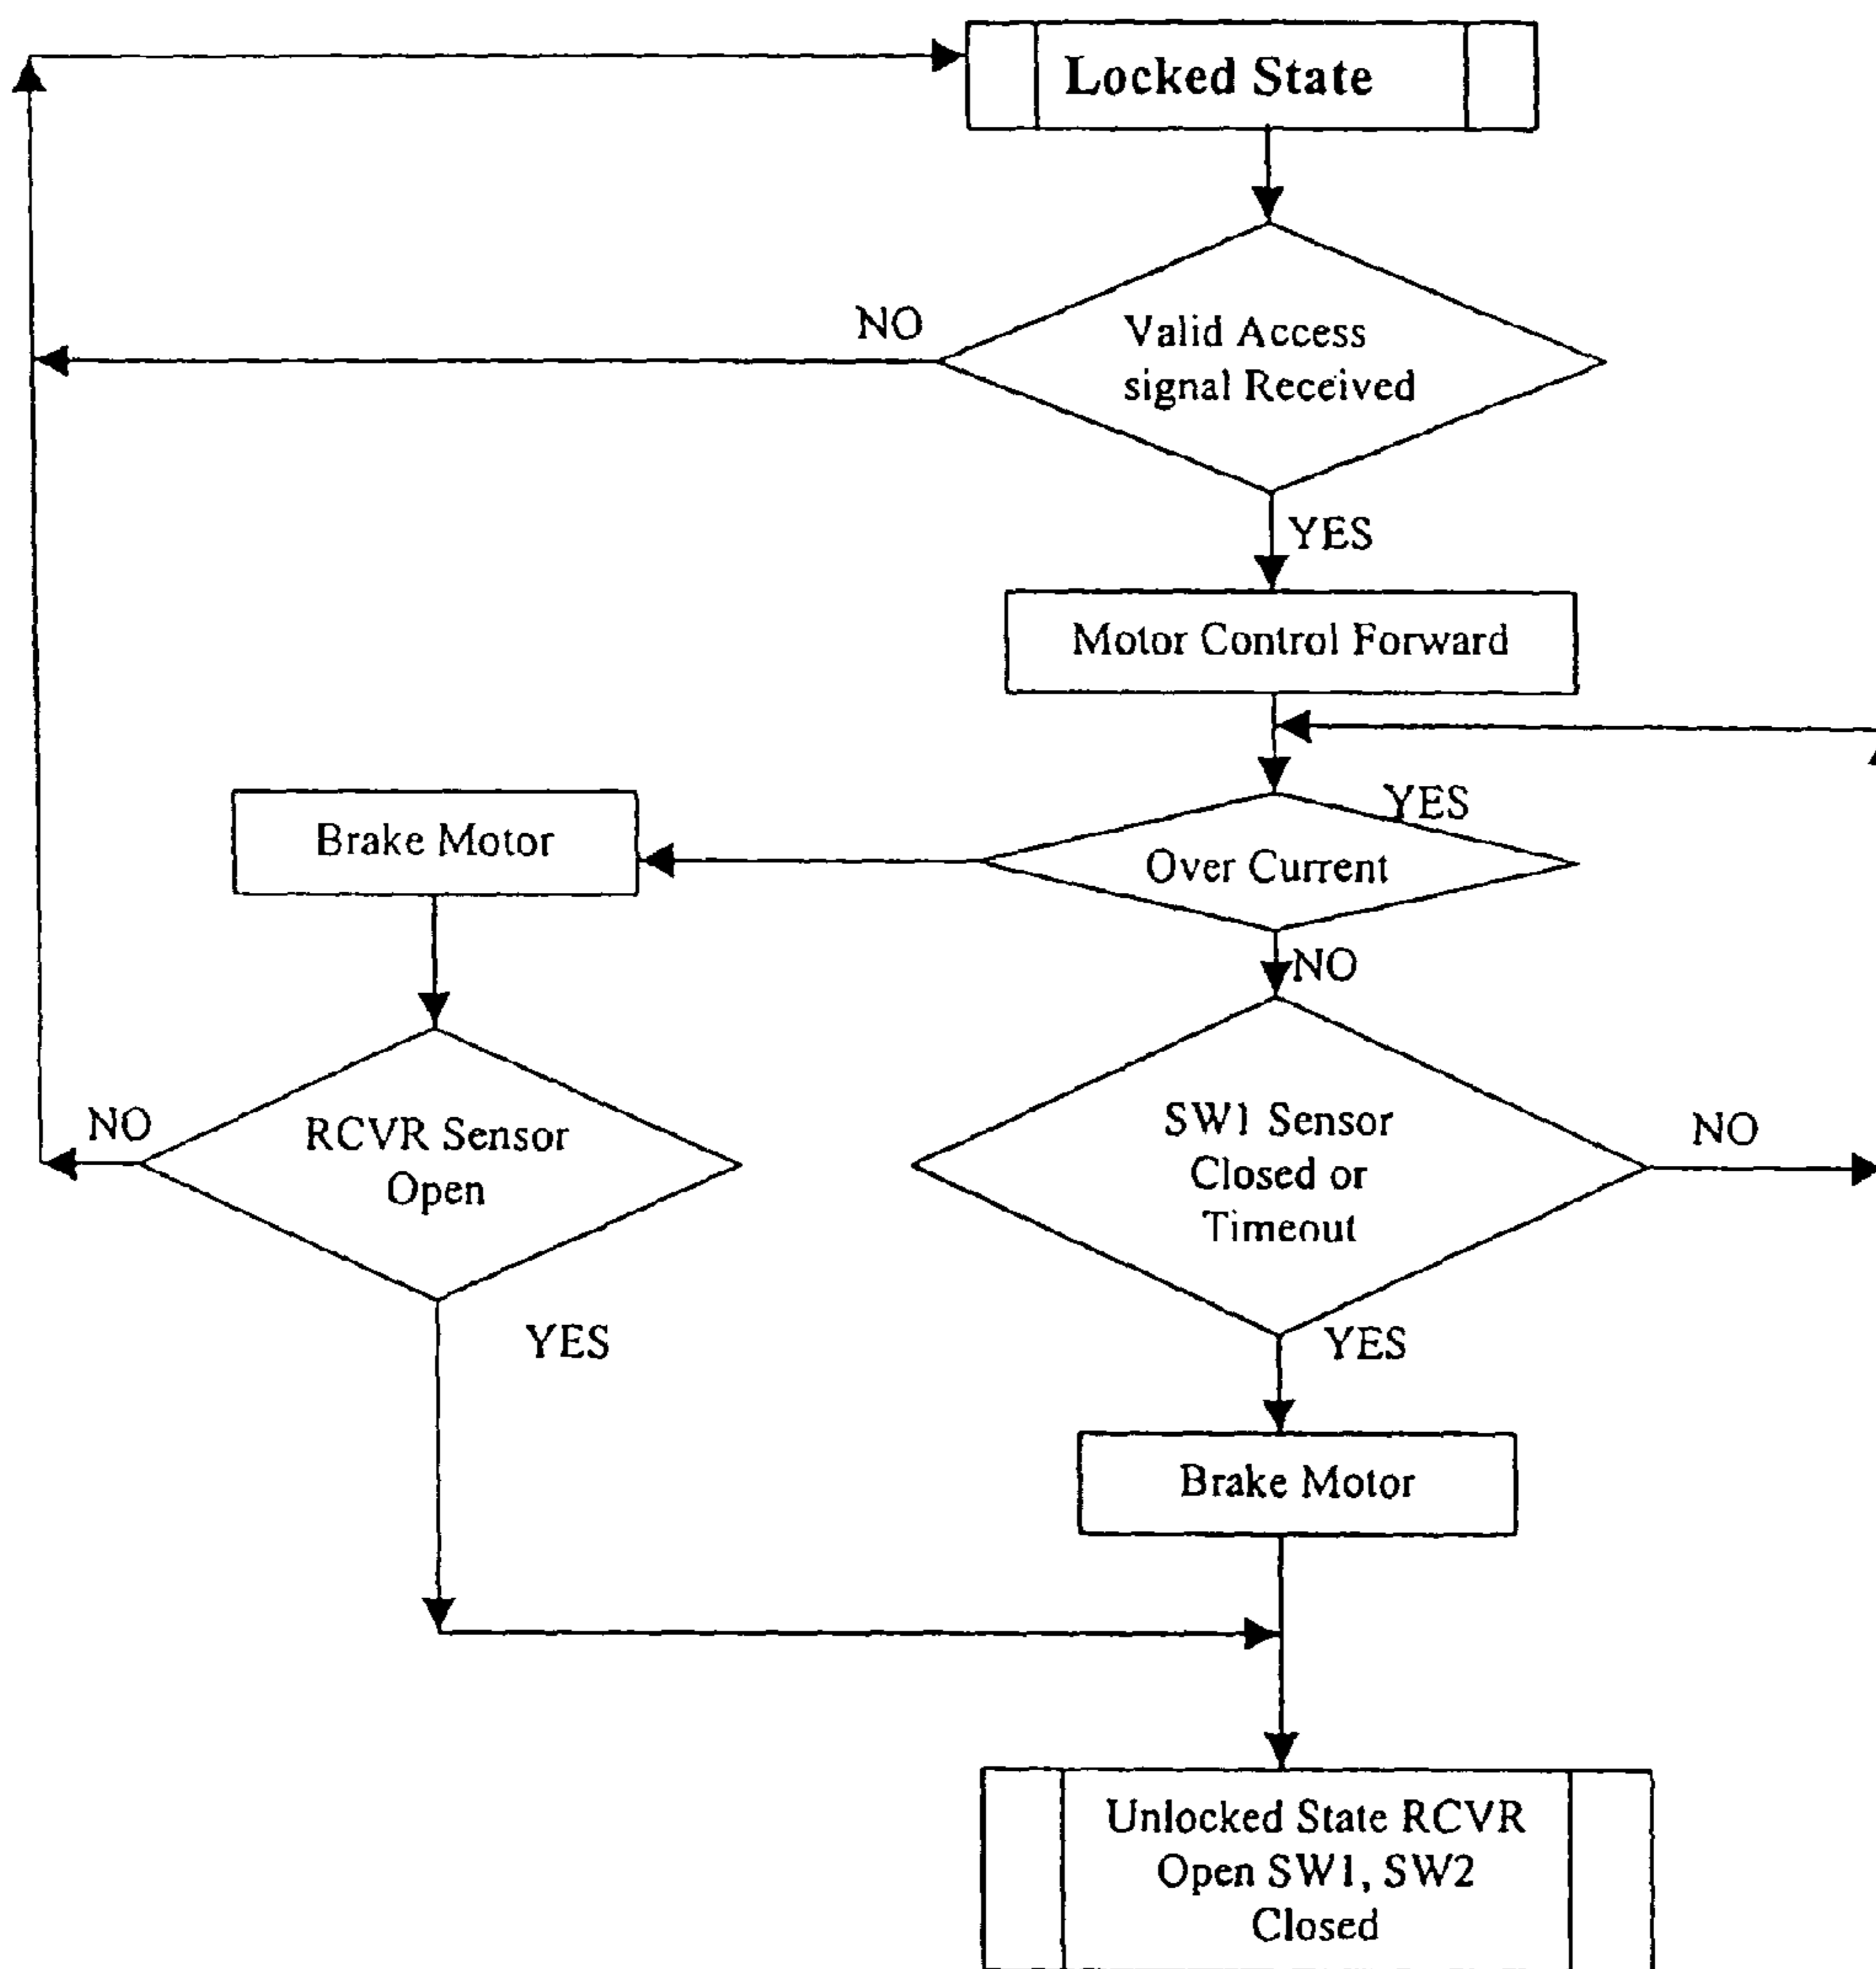 Locked State
NO
Valid Access
signal Received
YES
Motor Control Forward
YES
Brake Motor
Over Current
NO
NO
RCVR Sensor
Open
SW1 Sensor
Closed or
Timeout
NO
YES
YES
Brake Motor
Unlocked State RCVR
Open SW1, SW2
Closed